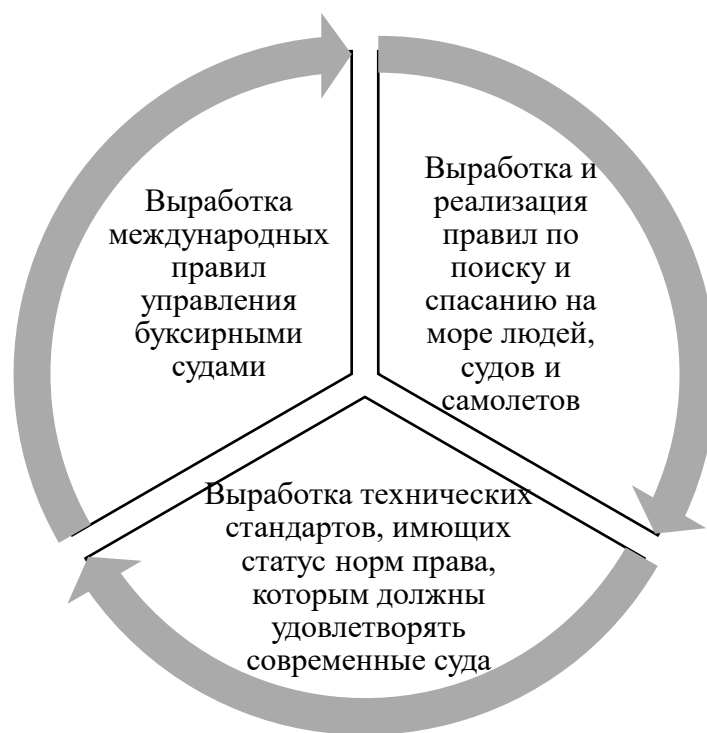 Выработка
международных
правил
управления
буксирными
судами
Выработка и
реализация
правил по
поиску и
спасанию на
море людей,
судов и
самолетов
Выработка технических
стандартов, имющих
статус норм права,
которым должны
удовлетворять
современные суда